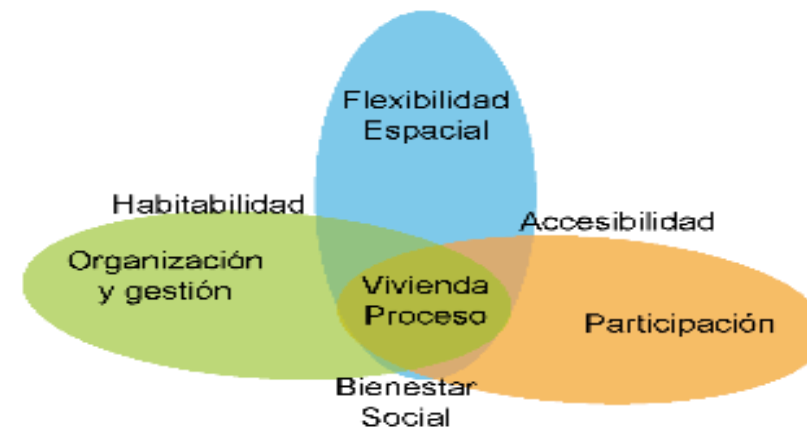 Flexibilidad
Espacial
Habitabilidad
Accesibilidad
Organización
y gestión
Vivienda
Proceso
Participación
Bienestar
Social